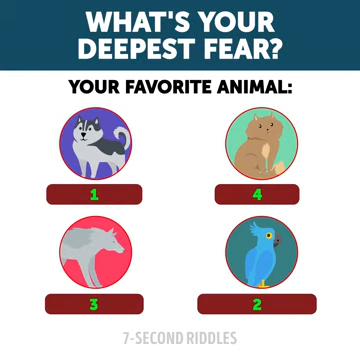 WHAT'S YOUR
DEEPEST FEAR?
YOUR FAVORITE ANIMAL:
1
4
3
2
7-SECOND RIDDLES